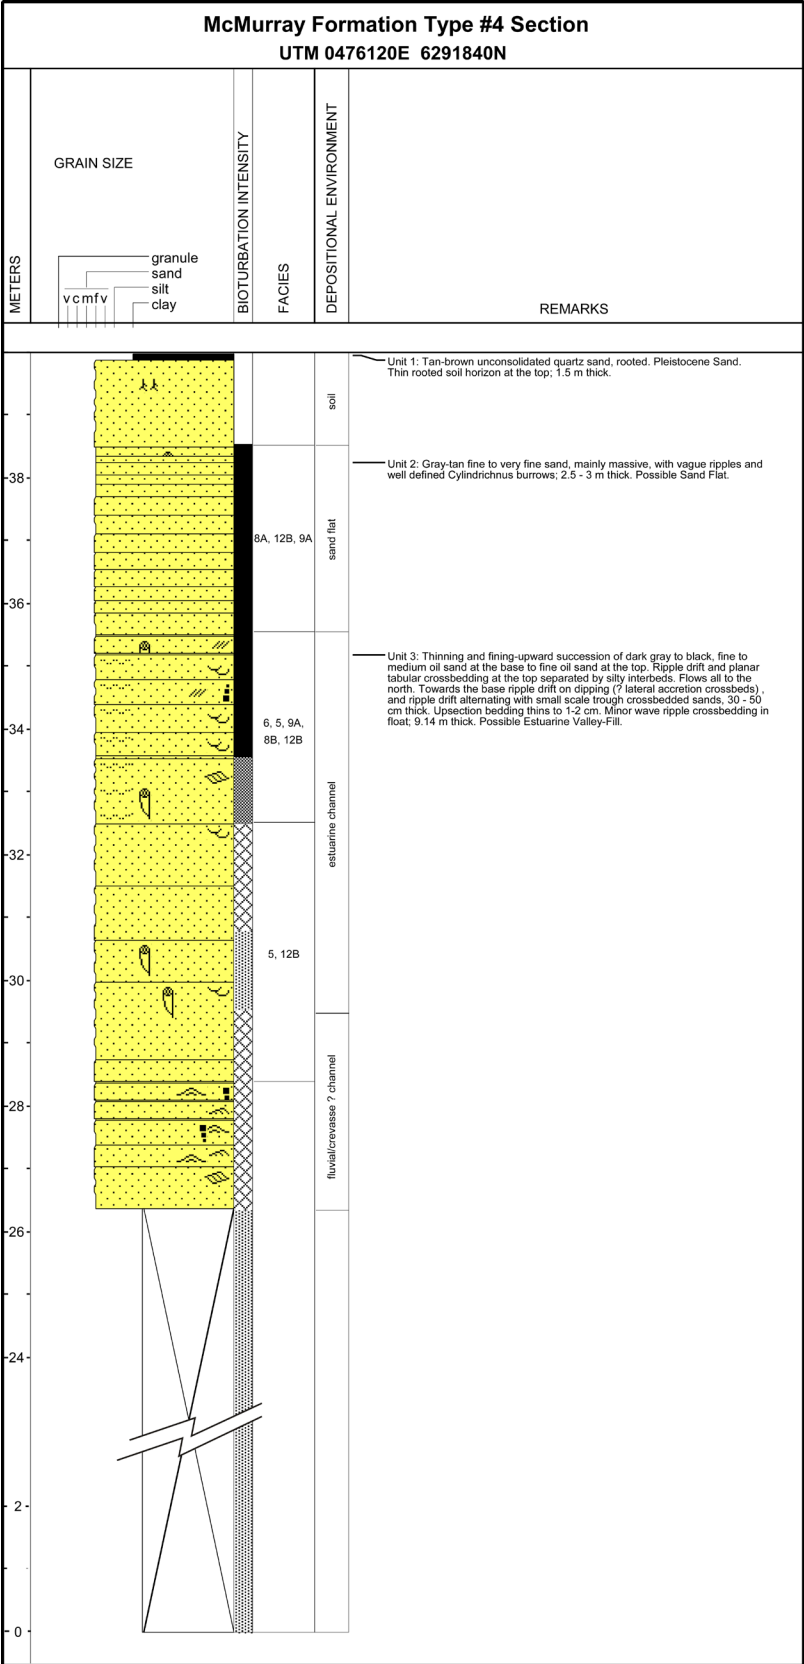 McMurray Formation Type #4 Section
UTM 0476120E 6291840N
METERS
GRAIN SIZE
granule
sand
silt
clay
v c m f v
BIOTURBATION INTENSITY
FACIES
DEPOSITIONAL ENVIRONMENT
REMARKS
Unit 1: Tan-brown unconsolidated quartz sand, rooted. Pleistocene Sand.
Thin rooted soil horizon at the top; 1.5 m thick.
soil
38
Unit 2: Gray-tan fine to very fine sand, mainly massive, with vague ripples and
well defined Cylindrichnus burrows; 2.5 - 3 m thick. Possible Sand Flat.
8A, 12B, 9A
sand flat
36
Unit 3: Thinning and fining-upward succession of dark gray to black, fine to
medium oil sand at the base to fine oil sand at the top. Ripple drift and planar
tabular crossbedding at the top separated by silty interbeds. Flows all to the
north. Towards the base ripple drift on dipping (? lateral accretion crossbeds) ,
and ripple drift alternating with small scale trough crossbedded sands, 30 - 50
cm thick. Upsection bedding thins to 1-2 cm. Minor wave ripple crossbedding in
float; 9.14 m thick. Possible Estuarine Valley-Fill.
34
6, 5, 9A,
8B, 12B
estuarine channel
32
5, 12B
30
28
fluvial/crevasse ? channel
26
24
2
0